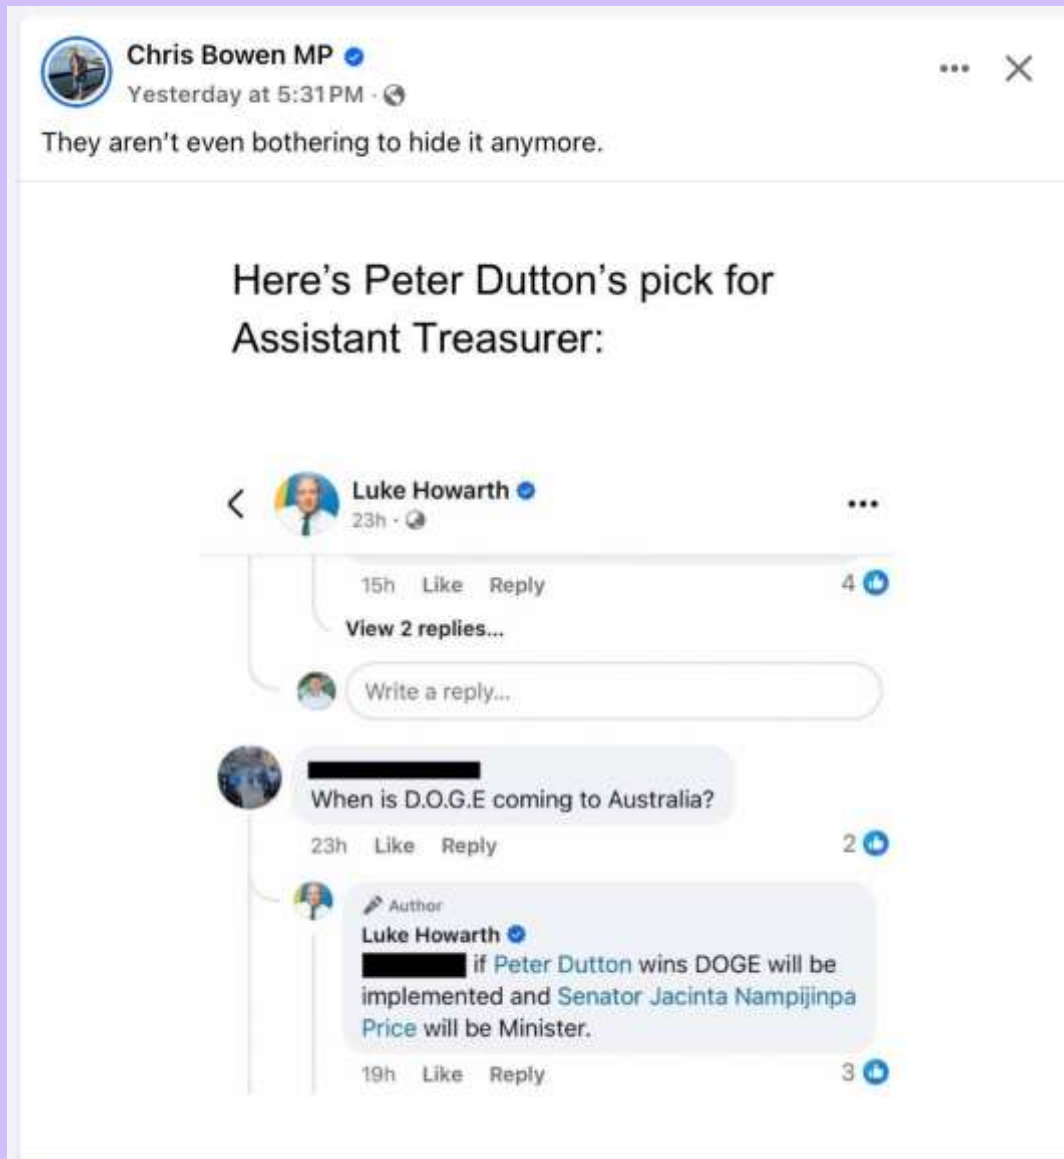 Chris Bowen MP
Yesterday at 5:31 PM ·
They aren't even bothering to hide it anymore.
Here's Peter Dutton's pick for
Assistant Treasurer:
Luke Howarth
23h ·
15h Like Reply 4
View 2 replies...
Write a reply...
When is D.O.G.E coming to Australia?
23h Like Reply 2
Author
Luke Howarth
if Peter Dutton wins DOGE will be
implemented and Senator Jacinta Nampijinpa
Price will be Minister.
19h Like Reply 3